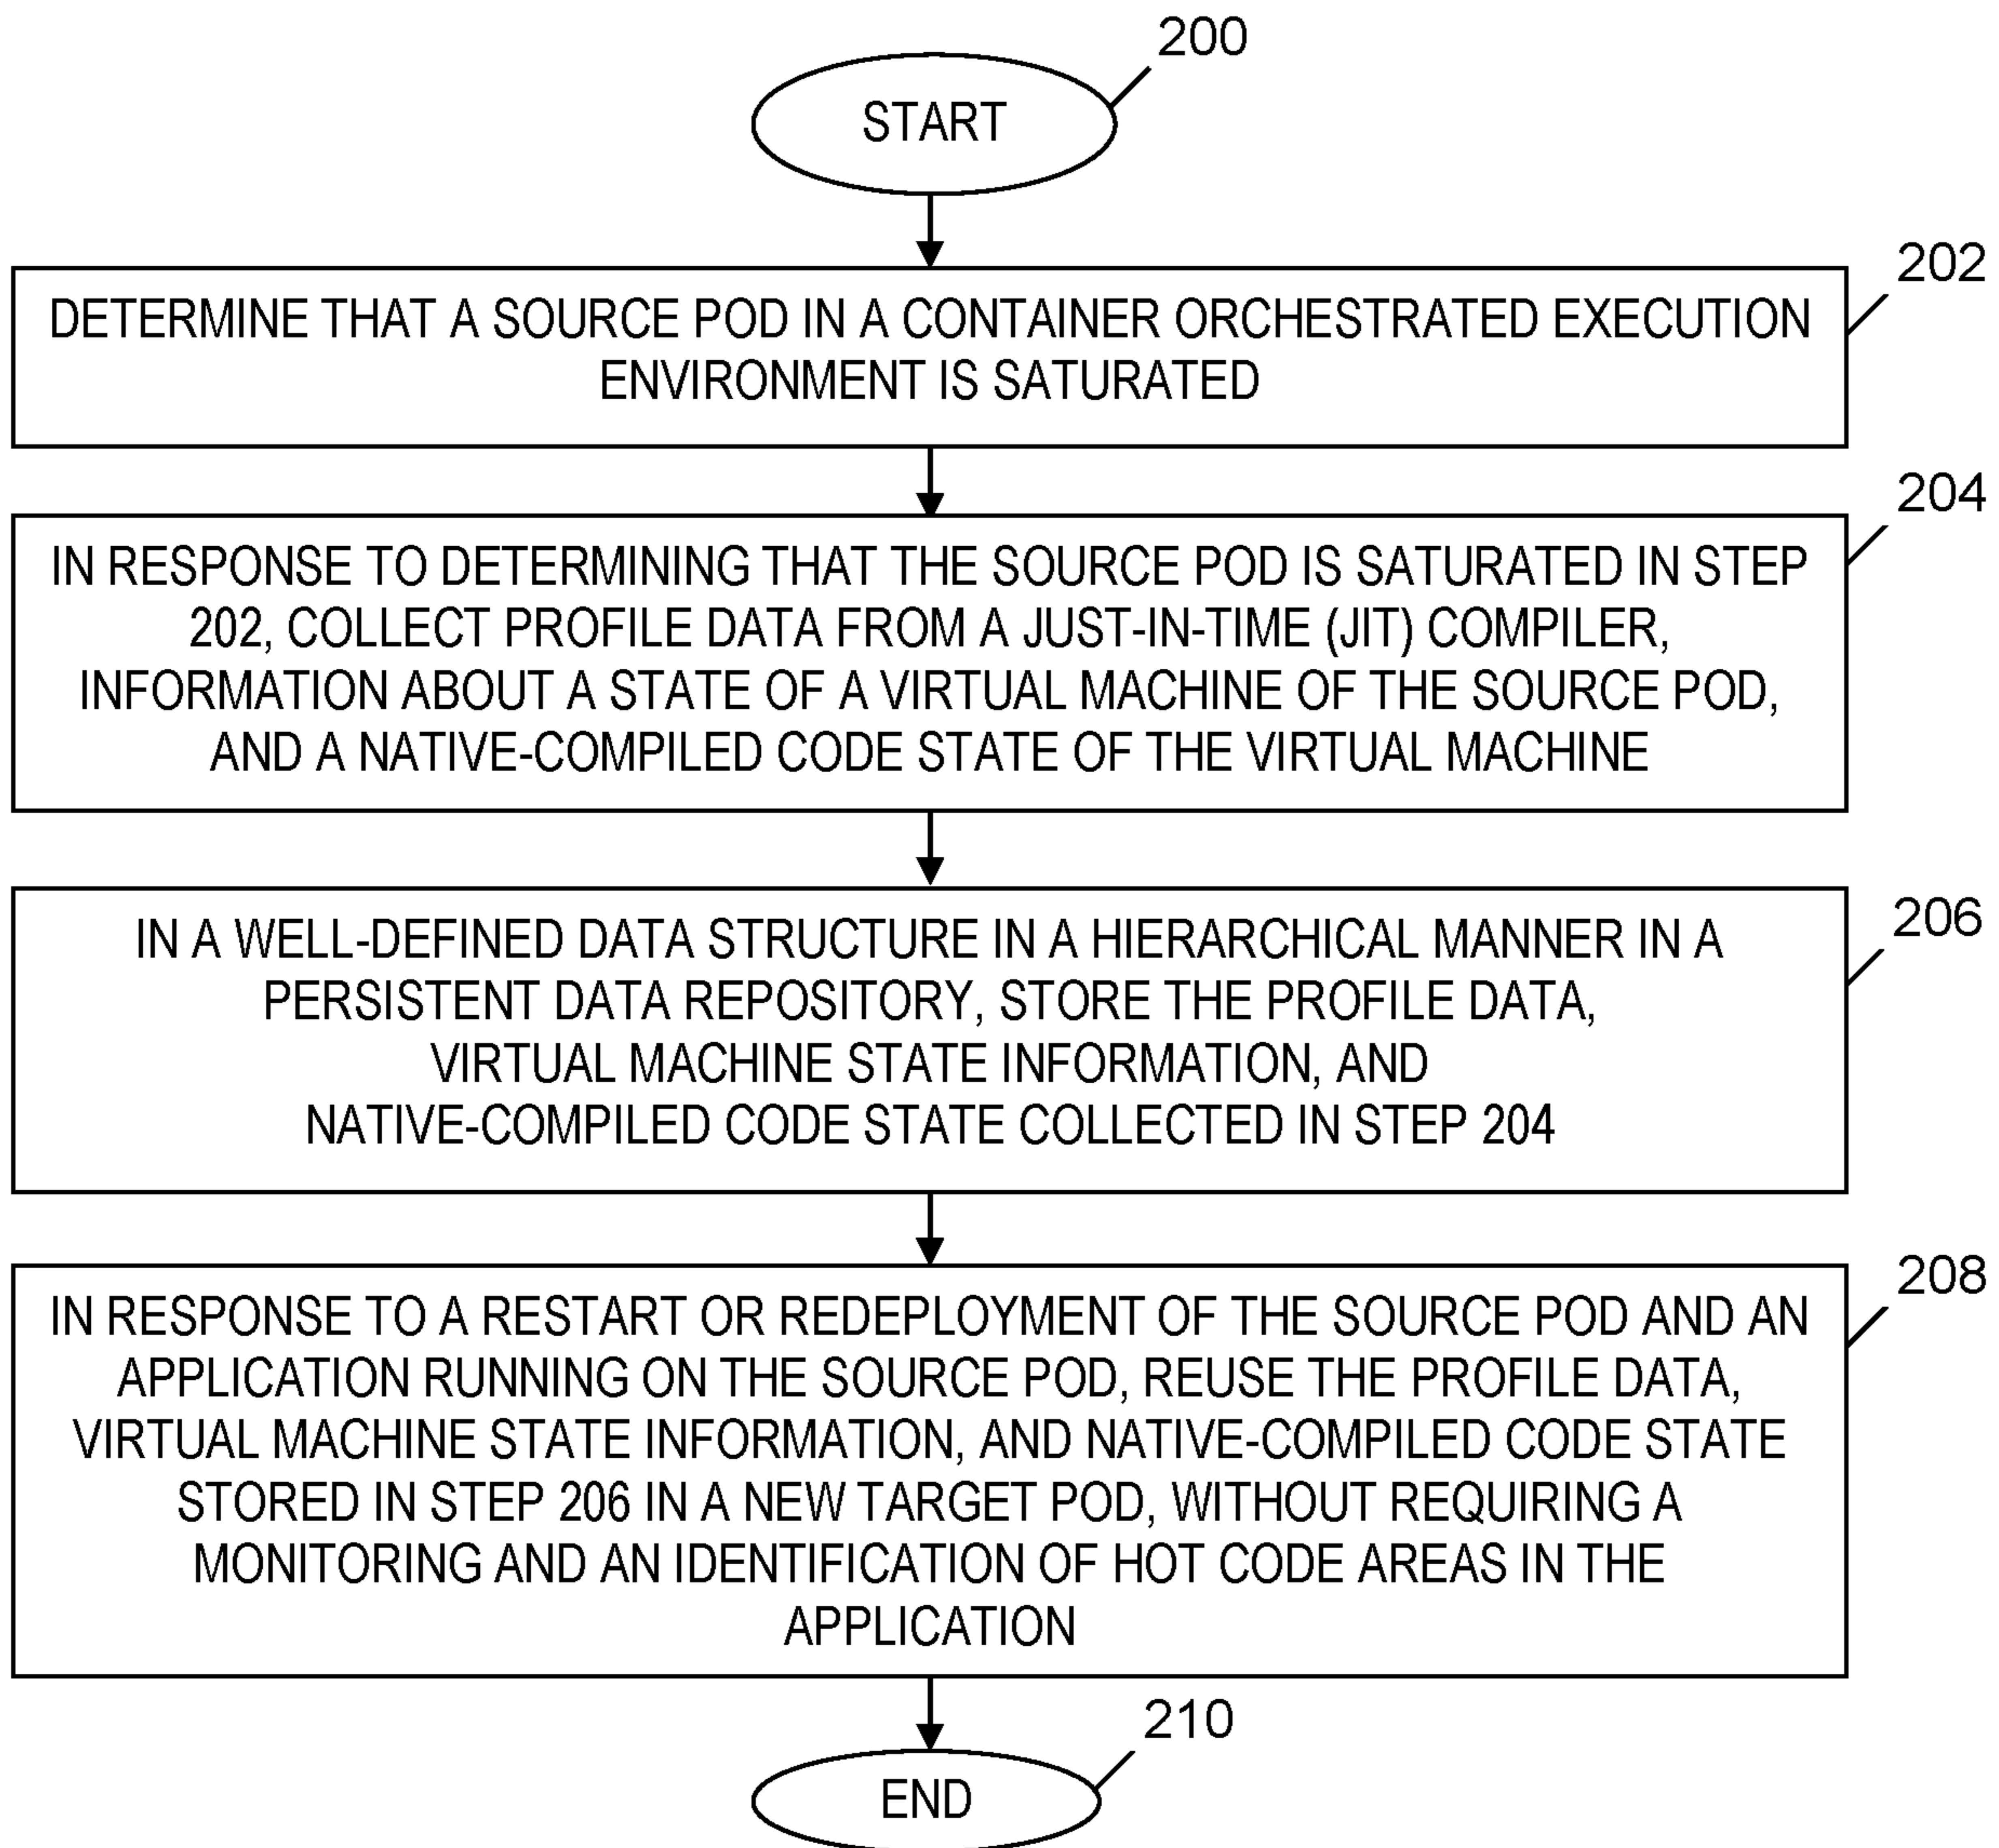 200
START
202
DETERMINE THAT A SOURCE POD IN A CONTAINER ORCHESTRATED EXECUTION
ENVIRONMENT IS SATURATED
204
IN RESPONSE TO DETERMINING THAT THE SOURCE POD IS SATURATED IN STEP
202, COLLECT PROFILE DATA FROM A JUST-IN-TIME (JIT) COMPILER,
INFORMATION ABOUT A STATE OF A VIRTUAL MACHINE OF THE SOURCE POD,
AND A NATIVE-COMPILED CODE STATE OF THE VIRTUAL MACHINE
206
IN A WELL-DEFINED DATA STRUCTURE IN A HIERARCHICAL MANNER IN A
PERSISTENT DATA REPOSITORY, STORE THE PROFILE DATA,
VIRTUAL MACHINE STATE INFORMATION, AND
NATIVE-COMPILED CODE STATE COLLECTED IN STEP 204
208
IN RESPONSE TO A RESTART OR REDEPLOYMENT OF THE SOURCE POD AND AN
APPLICATION RUNNING ON THE SOURCE POD, REUSE THE PROFILE DATA,
VIRTUAL MACHINE STATE INFORMATION, AND NATIVE-COMPILED CODE STATE
STORED IN STEP 206 IN A NEW TARGET POD, WITHOUT REQUIRING A
MONITORING AND AN IDENTIFICATION OF HOT CODE AREAS IN THE
APPLICATION
210
END